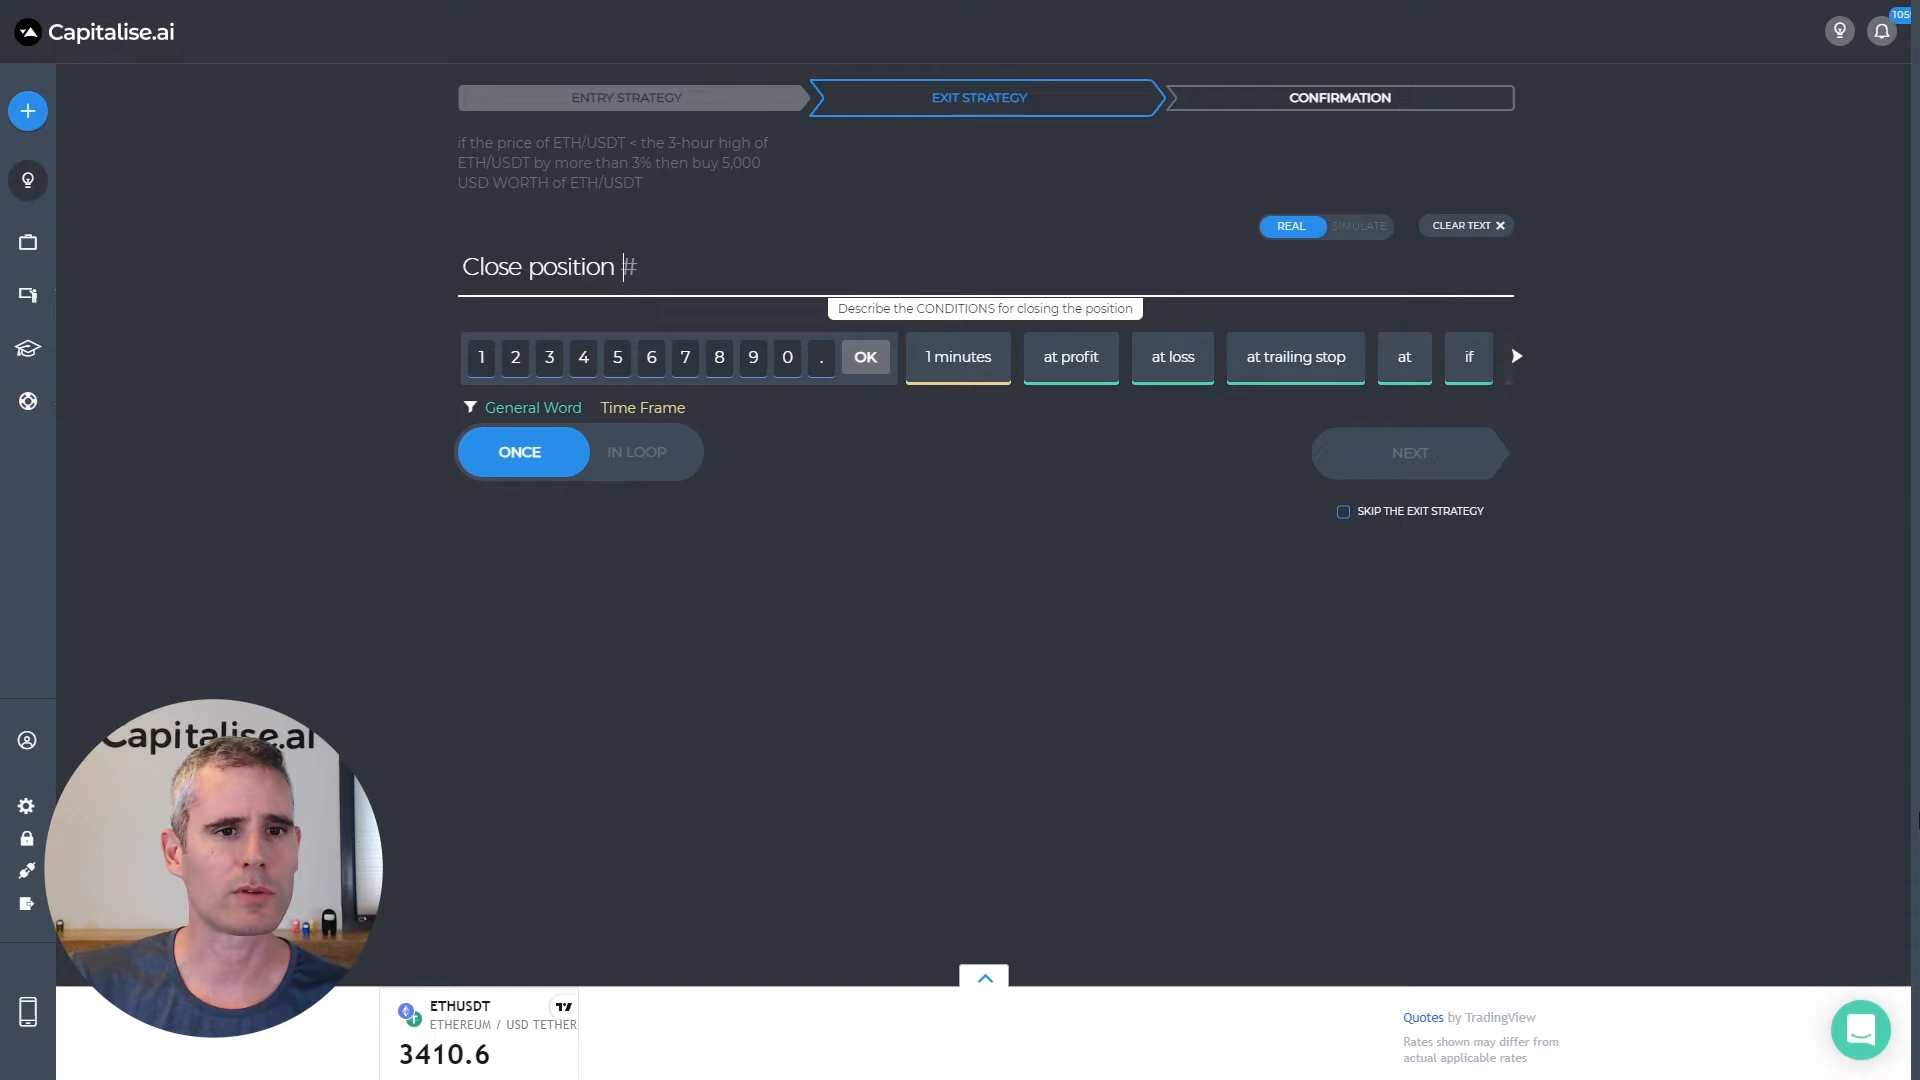 Capitalise.ai
105
ENTRY STRATEGY
EXIT STRATEGY
CONFIRMATION
if the price of ETH/USDT < the 3-hour high of
ETH/USDT by more than 3% then buy 5,000
USD WORTH of ETH/USDT
REAL
SIMULATE
CLEAR TEXT ×
Close position #
Describe the CONDITIONS for closing the position
1 2 3 4 5 6 7 8 9 0 . OK
1 minutes
at profit
at loss
at trailing stop
at
if
General Word
Time Frame
ONCE
IN LOOP
NEXT
SKIP THE EXIT STRATEGY
Capitalise.ai
ETHUSDT
ETHEREUM / USD TETHER
3410.6
Quotes by TradingView
Rates shown may differ from
actual applicable rates